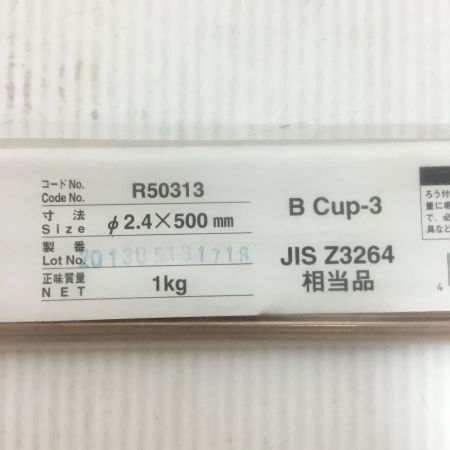 コードNo.
Code No.
R50313
寸法
Size
φ2.4×500mm
製番
Lot No.
正味質量
NET
1kg
B Cup-3
JIS Z3264
相当品
ろう付
量に
で、必
具など
4